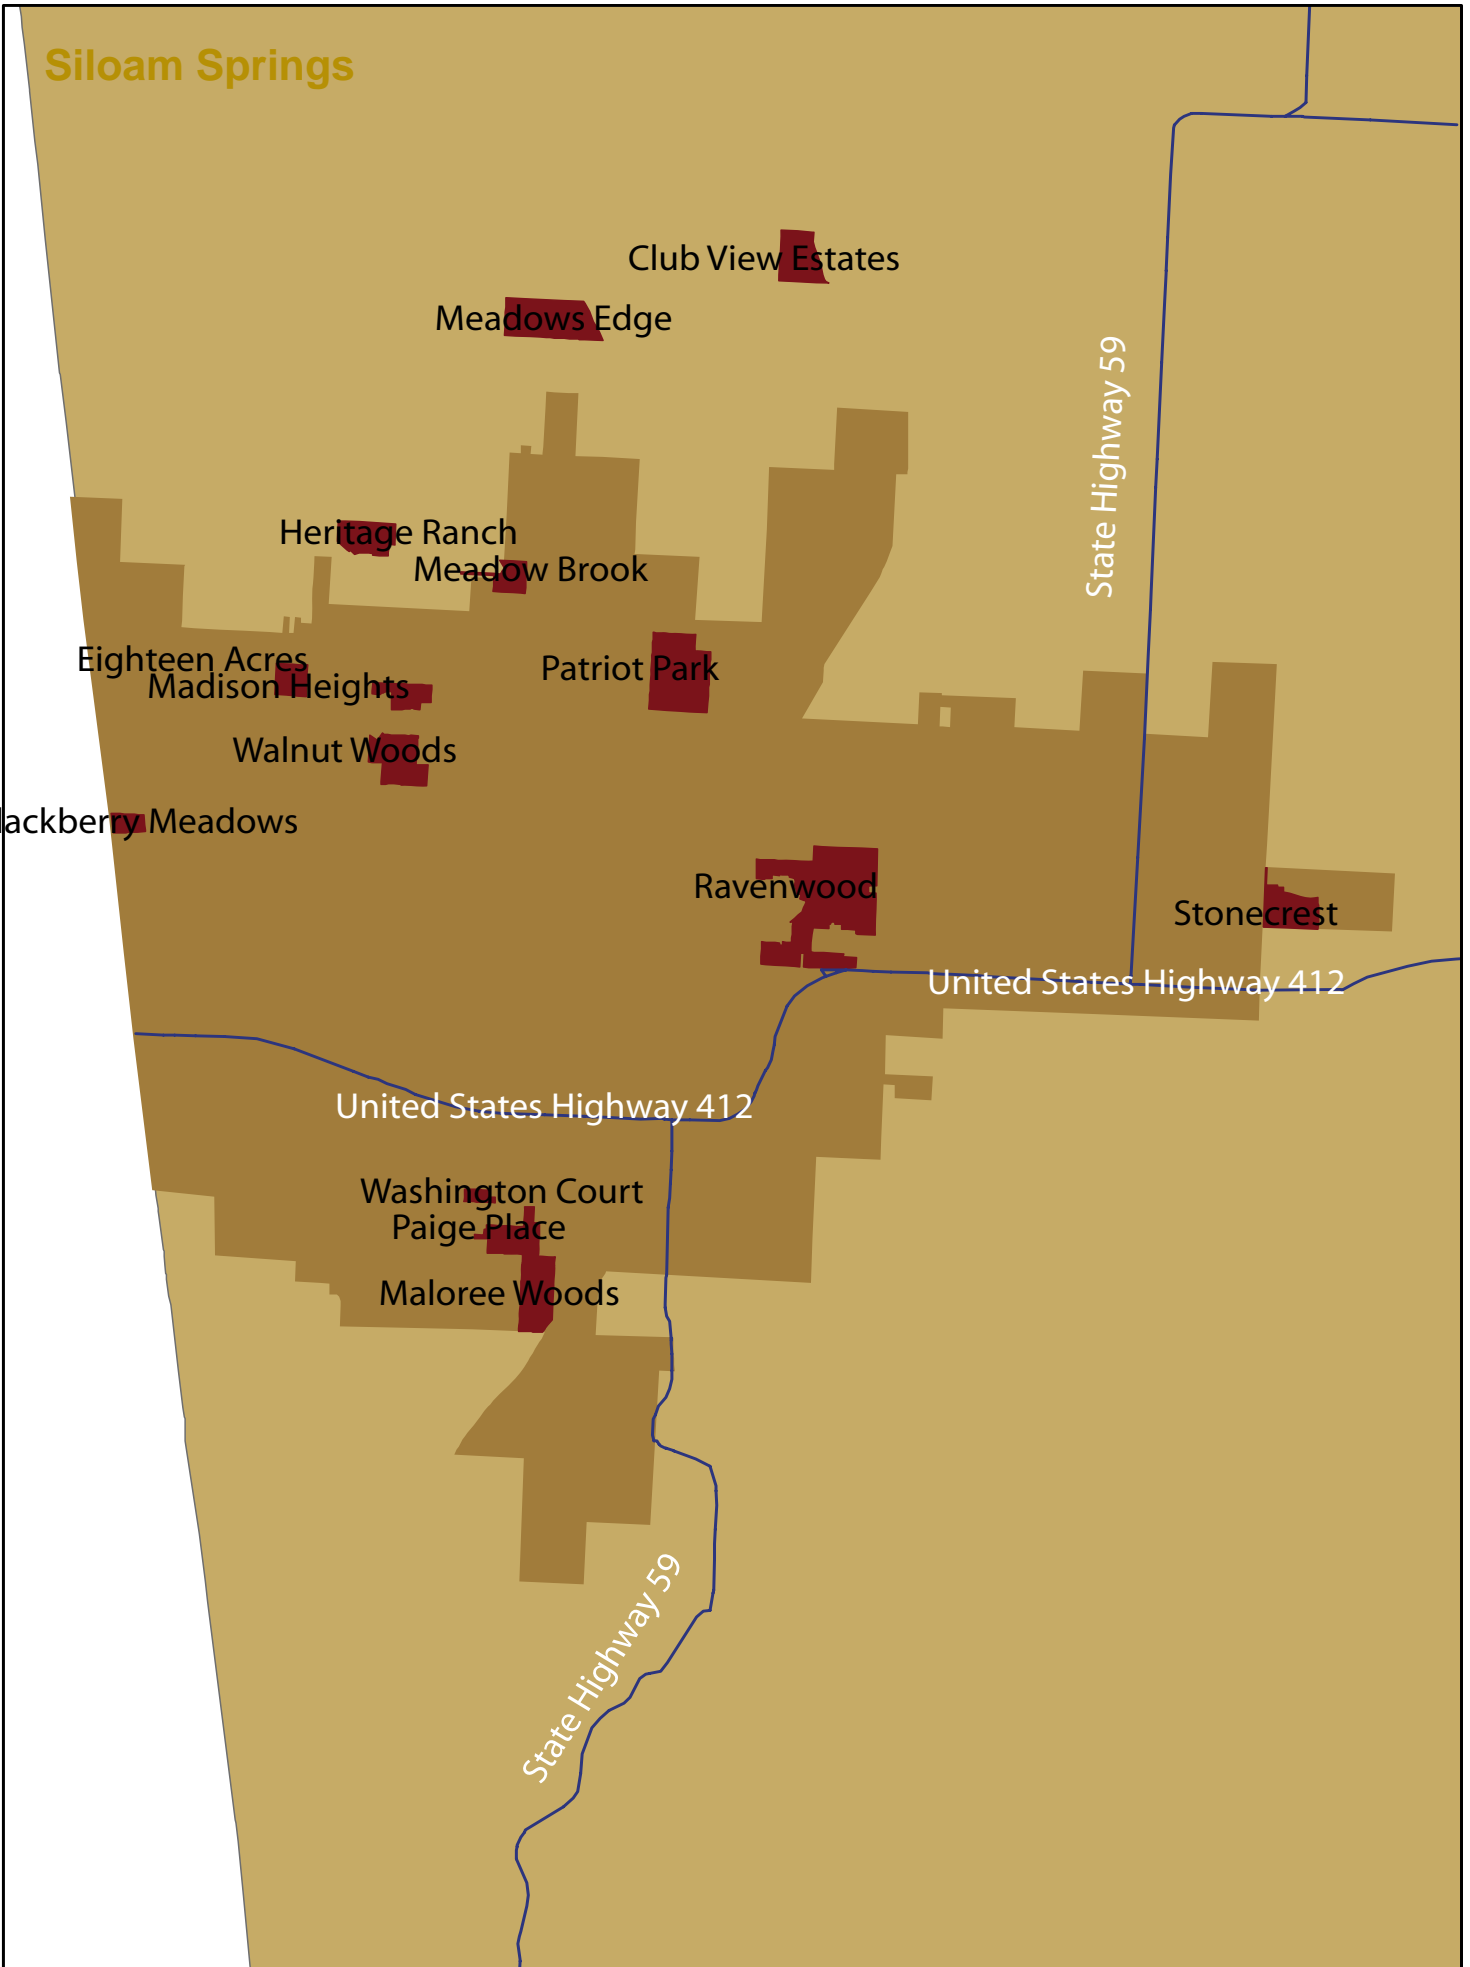 Siloam Springs
Club View Estates
Meadows Edge
State Highway 59
Heritage Ranch
Meadow Brook
Eighteen Acres
Patriot Park
Madison Heights
Walnut Woods
lackberry Meadows
Ravenwood
Stonecrest
United States Highway 412
United States Highway 412
Washington Court
Paige Place
Maloree Woods
State Highway 59